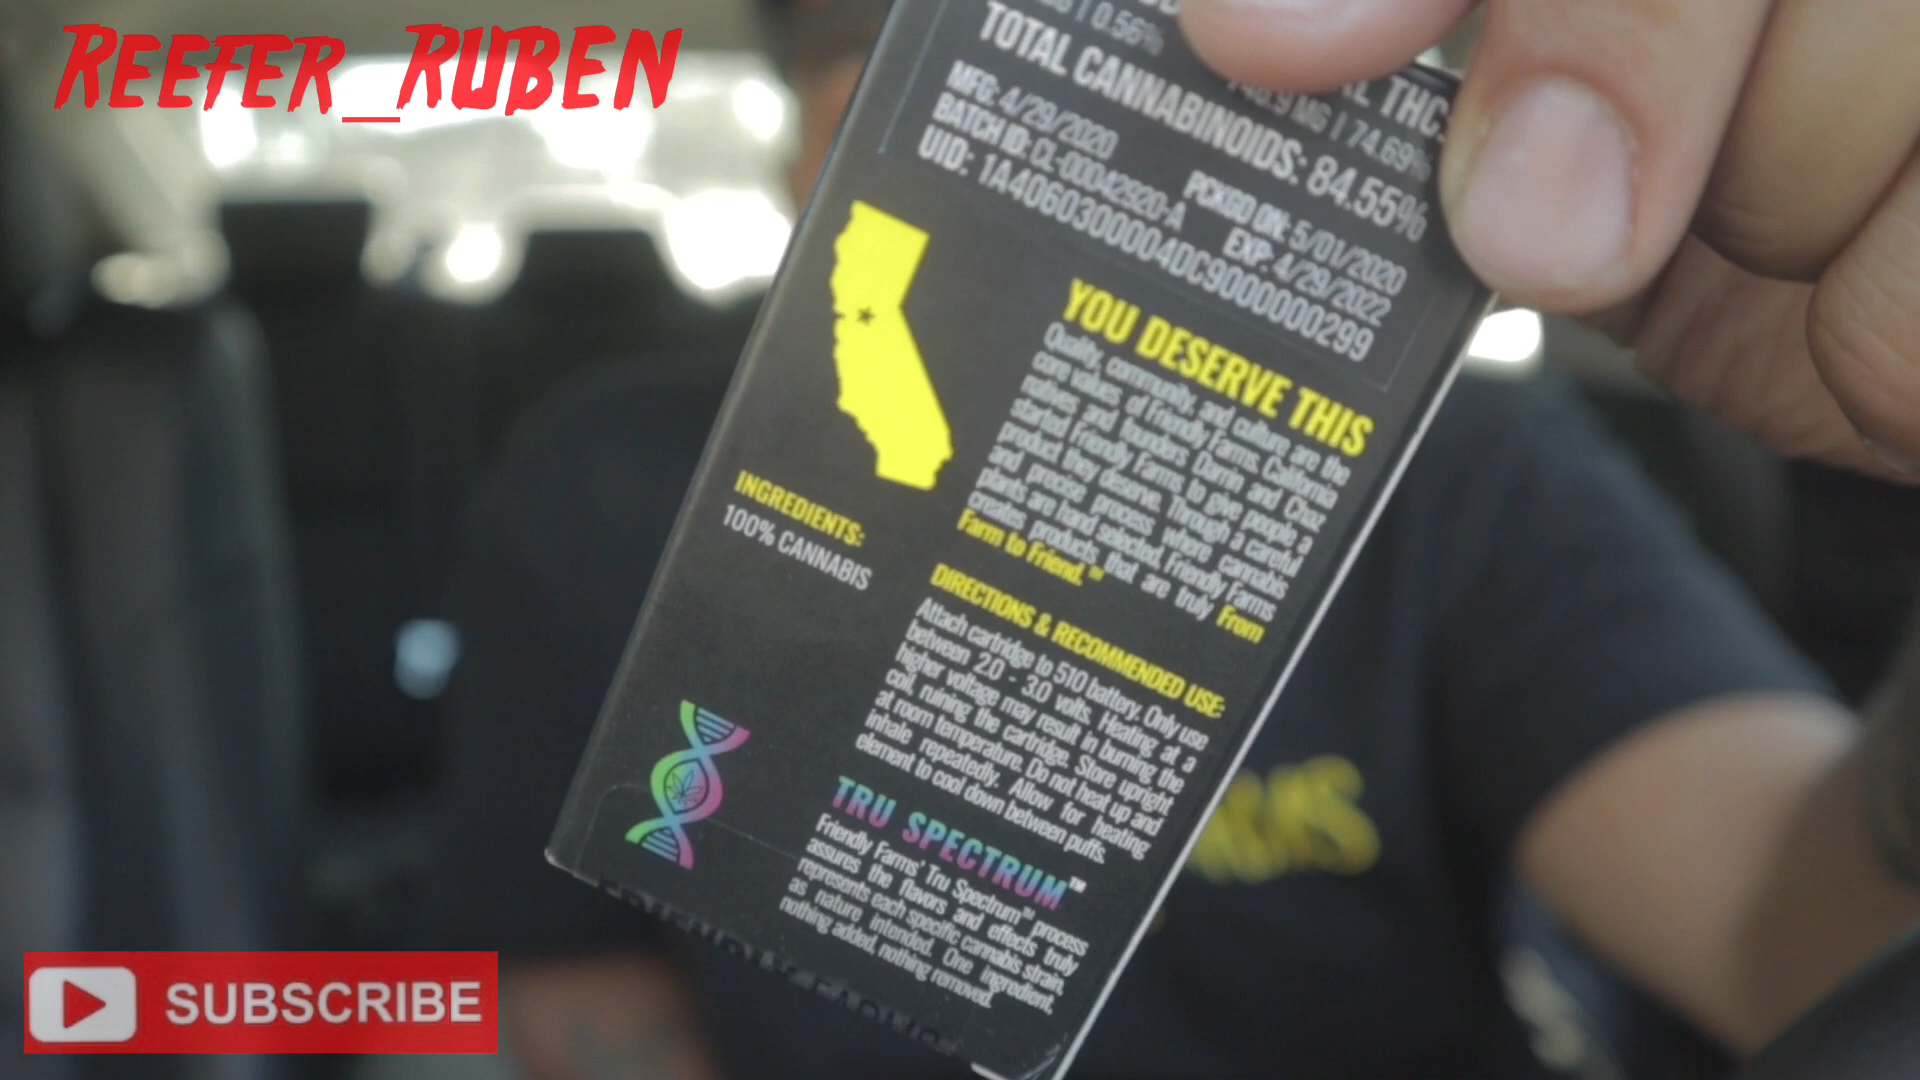 REEFER_RUBEN
0.56%
TOTAL CANNABINOIDS: 84.55%
MG | 74.69%
MFG: 4/29/2020
PCKGD ON: 5/01/2020
BATCH ID: CL-00042920-A
EXP: 4/29/2022
UID: 1A4060300004DC9000000299
YOU DESERVE THIS
Quality, community, and culture are the
core values of Friendly Farms. California
natives and founders Darrin and Cruz
started Friendly Farms, to give people a
product they deserve. Through a careful
and precise process, where cannabis
plants are hand selected, Friendly Farms
creates products that are truly From
Farm to Friend.™
INGREDIENTS:
100% CANNABIS
DIRECTIONS & RECOMMENDED USE:
Attach cartridge to 510 battery. Only use
between 2.0 - 3.0 volts. Heating at a
higher voltage may result in burning the
coil, ruining the cartridge. Store upright
at room temperature. Do not heat up and
inhale repeatedly. Allow for heating
element to cool down between puffs.
TRU SPECTRUM™
Friendly Farms' Tru Spectrum™ process
assures the flavors and effects truly
represents each specific cannabis strain,
as nature intended. One ingredient,
nothing added, nothing removed.
SUBSCRIBE